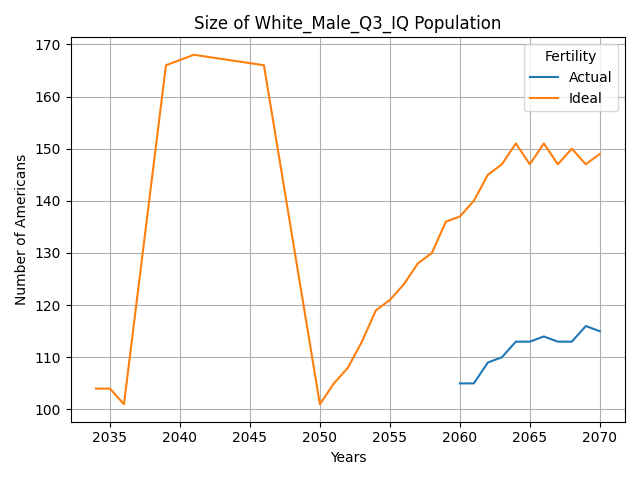 Size of White_Male_Q3_IQ Population
Fertility
Actual
Ideal
Number of Americans
170
160
150
140
130
120
110
100
2035 2040 2045 2050 2055 2060 2065 2070
Years